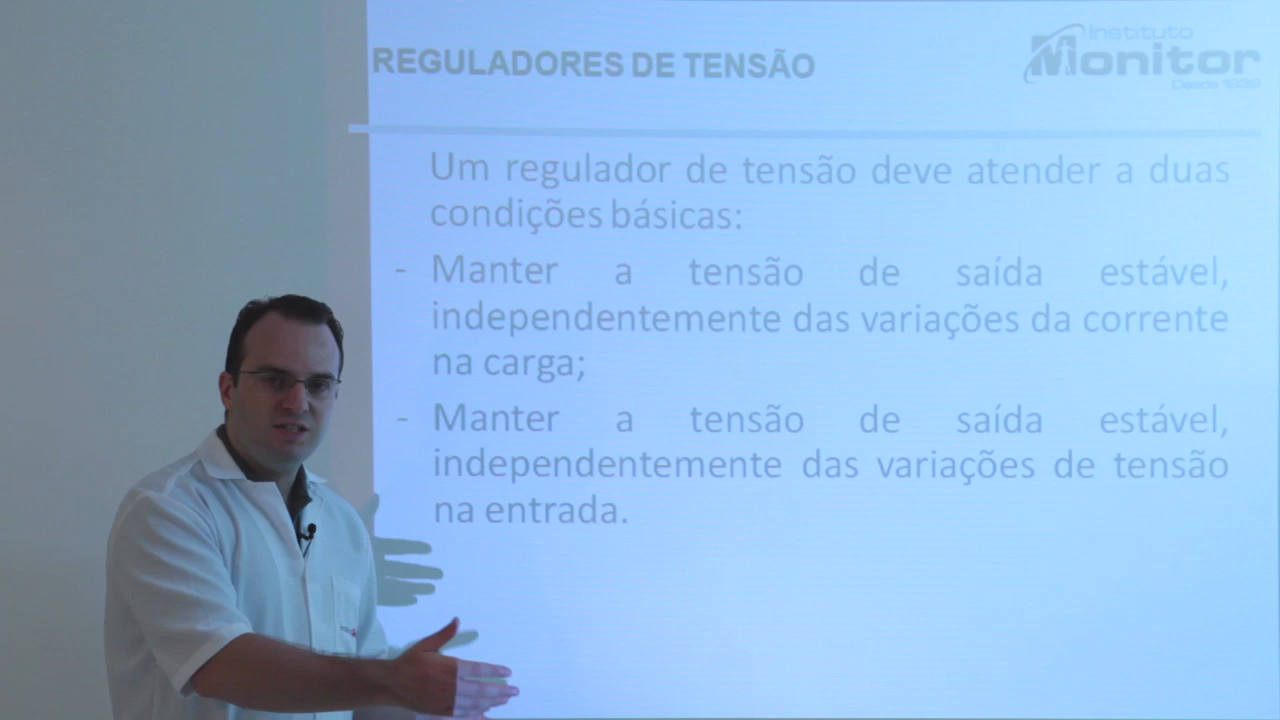 REGULADORES DE TENSÃO
Instituto
Monitor
Desde 1939
Um regulador de tensão deve atender a duas
condições básicas:
- Manter a tensão de saída estável,
independentemente das variações da corrente
na carga;
- Manter a tensão de saída estável,
independentemente das variações de tensão
na entrada.